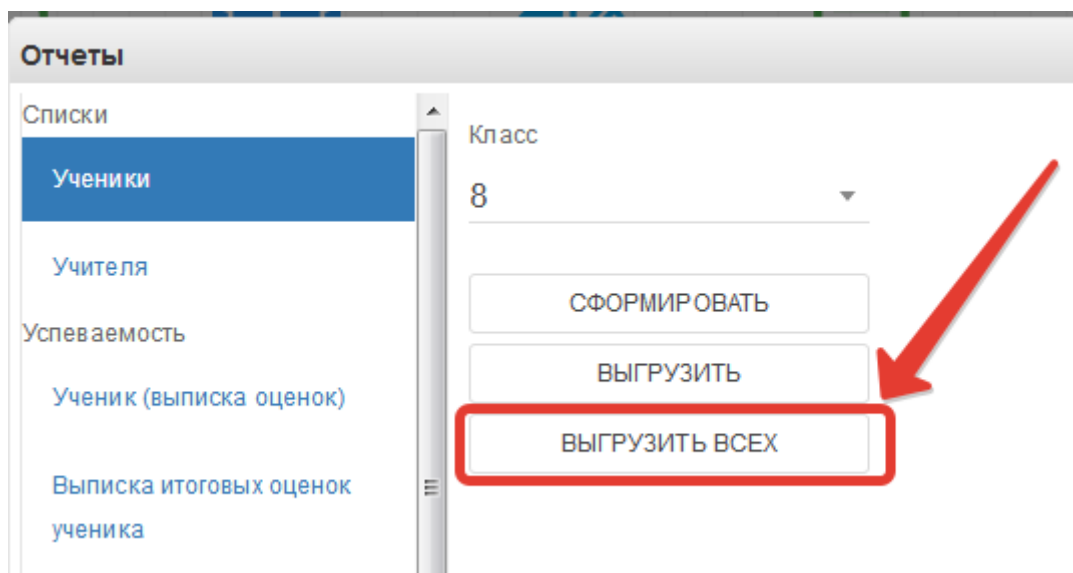 Отчеты
Списки
Ученики
Учителя
Успеваемость
Ученик (выписка оценок)
Выписка итоговых оценок
ученика
Класс
8
СФОРМИРОВАТЬ
ВЫГРУЗИТЬ
ВЫГРУЗИТЬ ВСЕХ